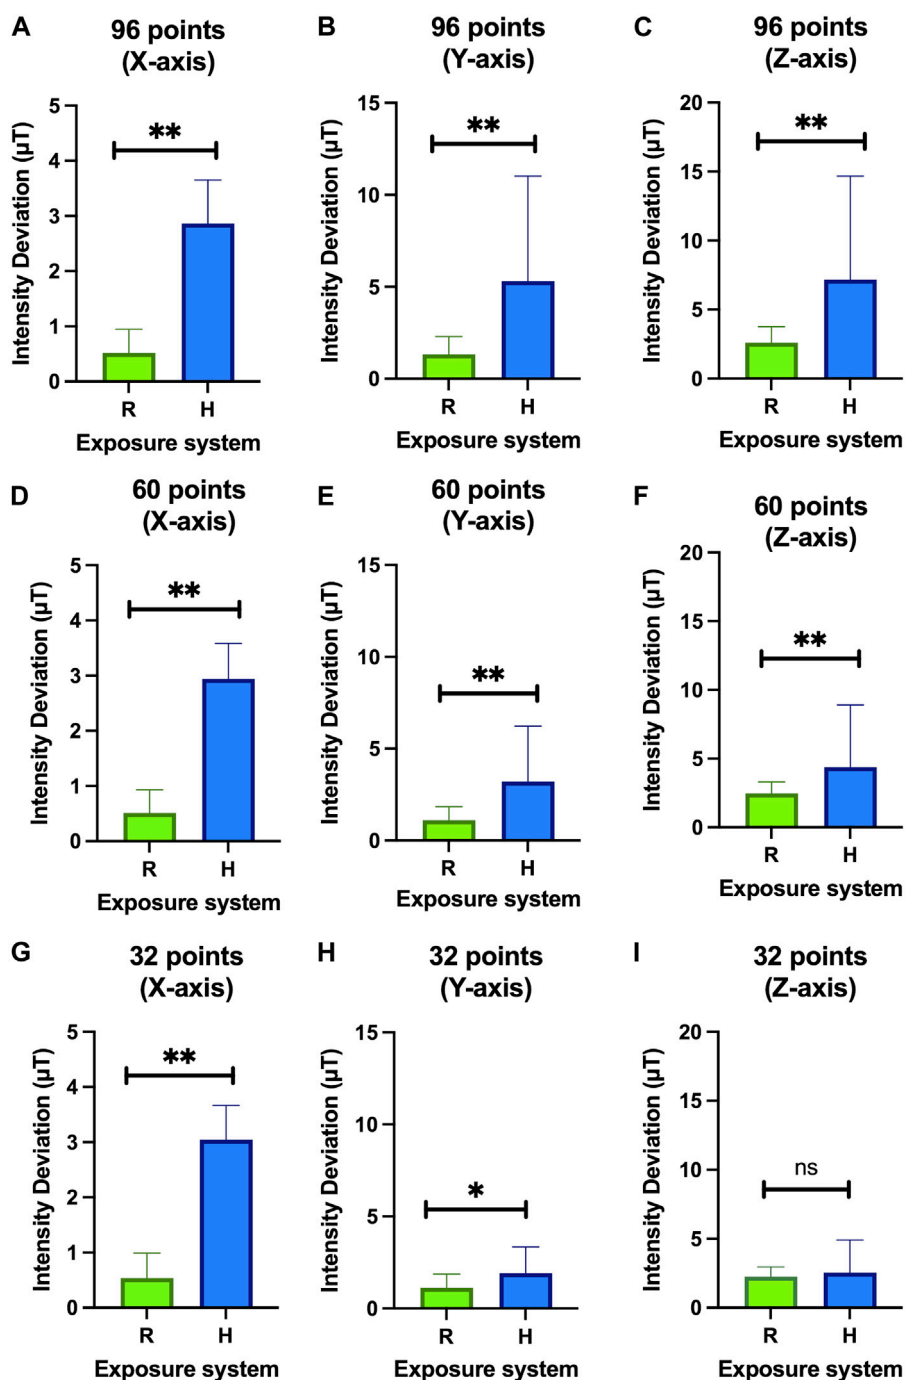 A
96 points
(X-axis)
Intensity Deviation (µT)
5
4
3
2
1
0
**
R
H
Exposure system
B
96 points
(Y-axis)
Intensity Deviation (µT)
15
10
5
0
**
R
H
Exposure system
C
96 points
(Z-axis)
Intensity Deviation (µT)
20
15
10
5
0
**
R
H
Exposure system
D
60 points
(X-axis)
Intensity Deviation (µT)
5
4
3
2
1
0
**
R
H
Exposure system
E
60 points
(Y-axis)
Intensity Deviation (µT)
15
10
5
0
**
R
H
Exposure system
F
60 points
(Z-axis)
Intensity Deviation (µT)
20
15
10
5
0
**
R
H
Exposure system
G
32 points
(X-axis)
Intensity Deviation (µT)
5
4
3
2
1
0
**
R
H
Exposure system
H
32 points
(Y-axis)
Intensity Deviation (µT)
15
10
5
0
*
R
H
Exposure system
I
32 points
(Z-axis)
Intensity Deviation (µT)
20
15
10
5
0
ns
R
H
Exposure system